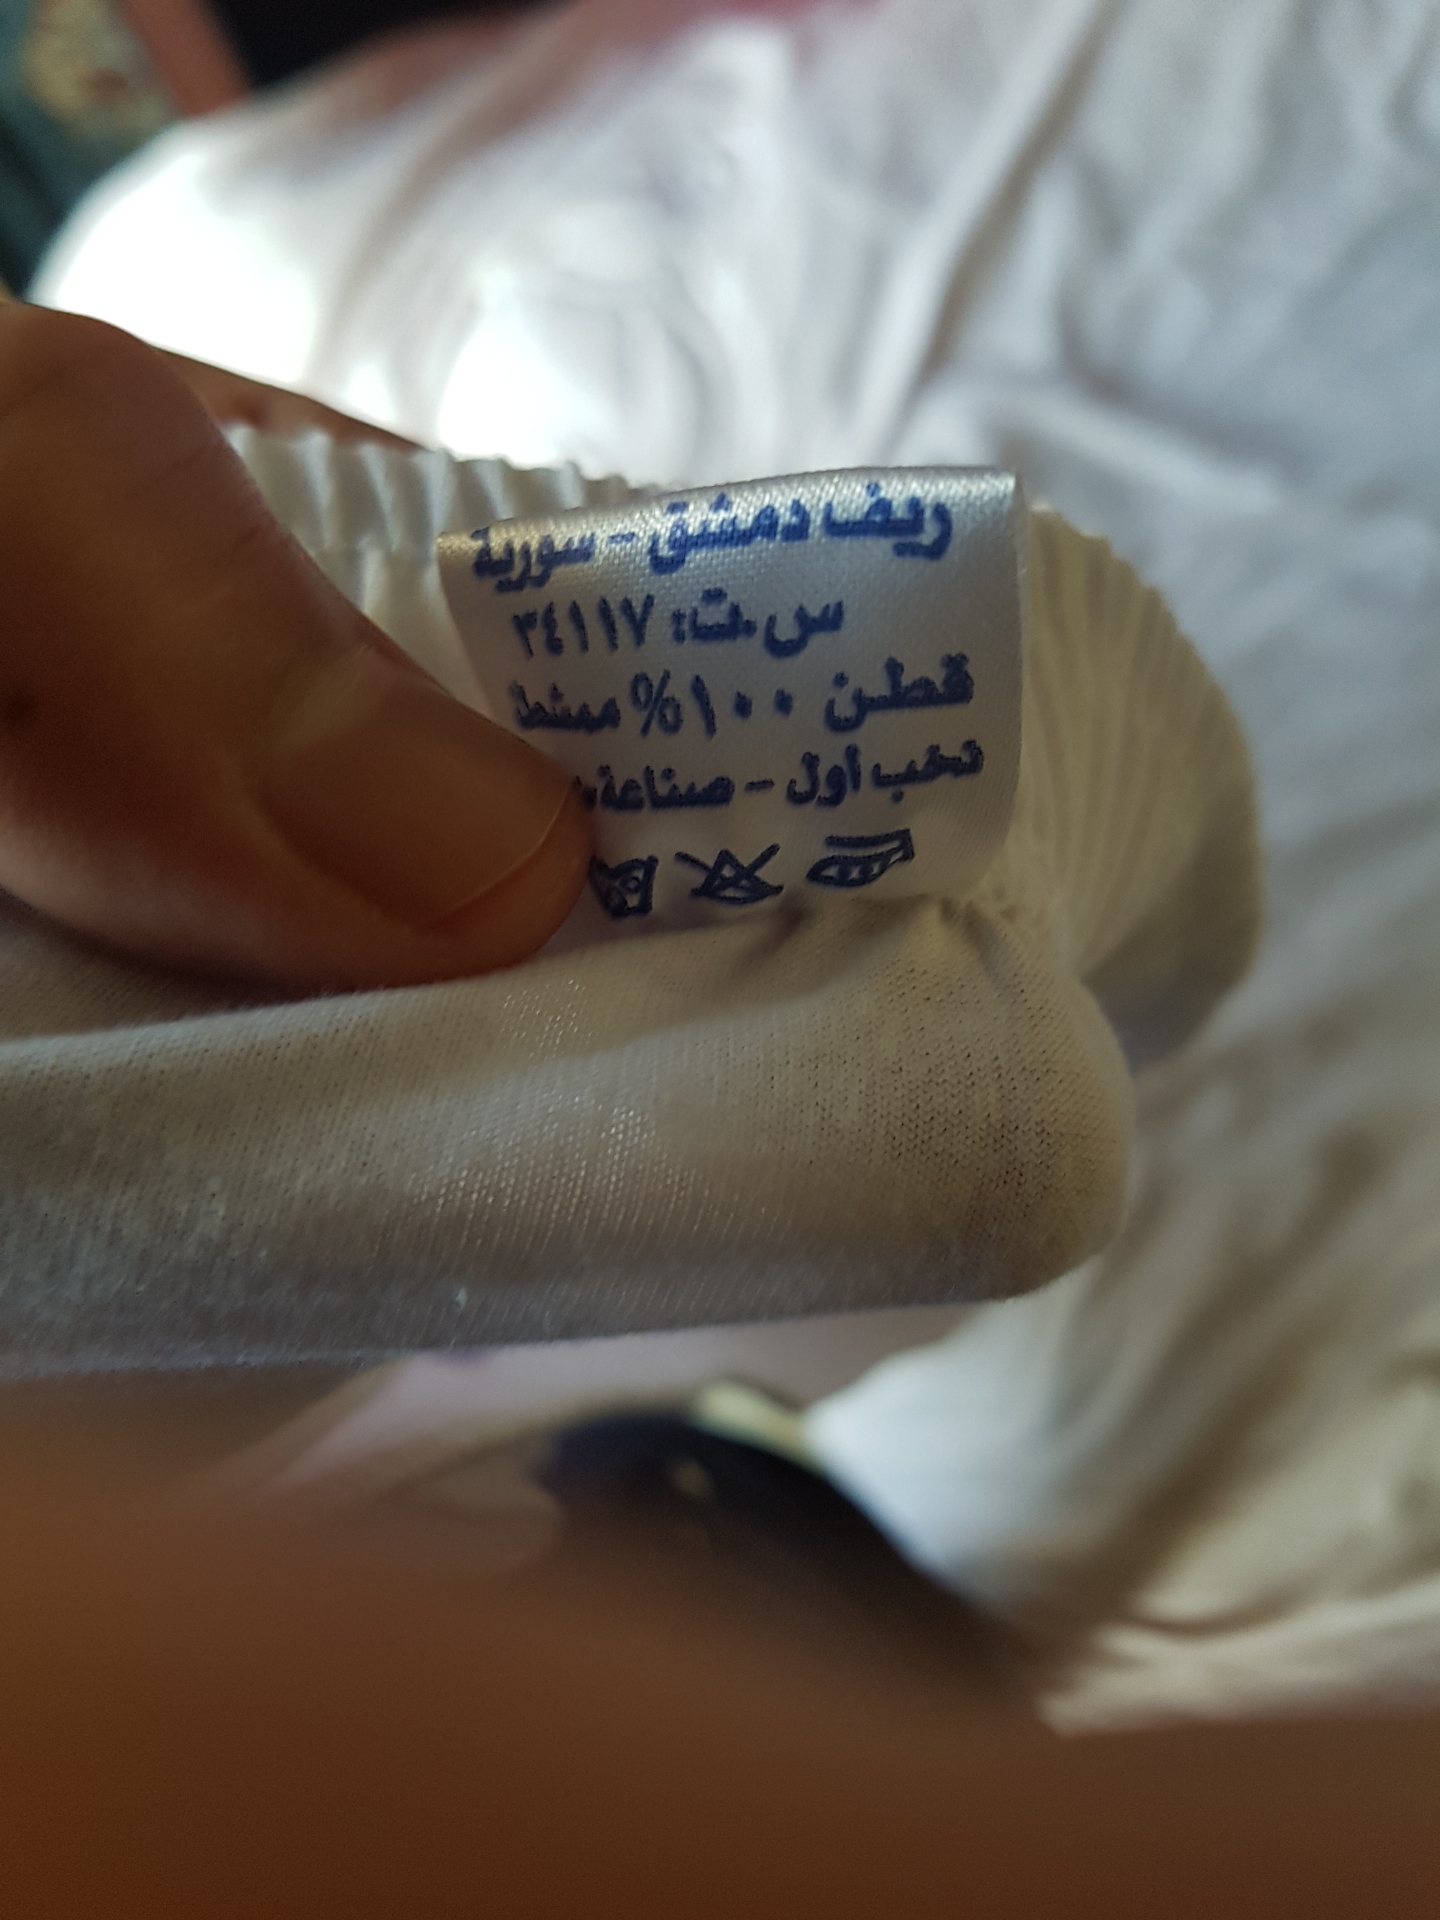 ريف دمشق - سورية
س.ت: ٣٤١١٧
قطن ١٠٠% ممشط
نخب أول - صناعة